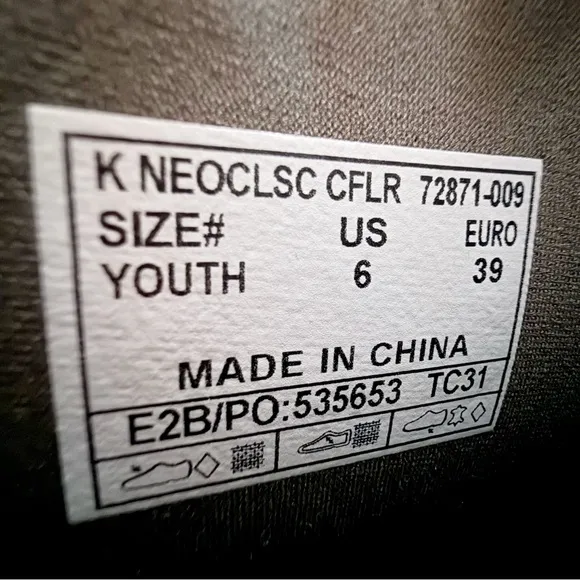 K NEOCLSC CFLR 72871-009
SIZE# US EURO
YOUTH 6 39
MADE IN CHINA
E2B/PO:535653 TC31